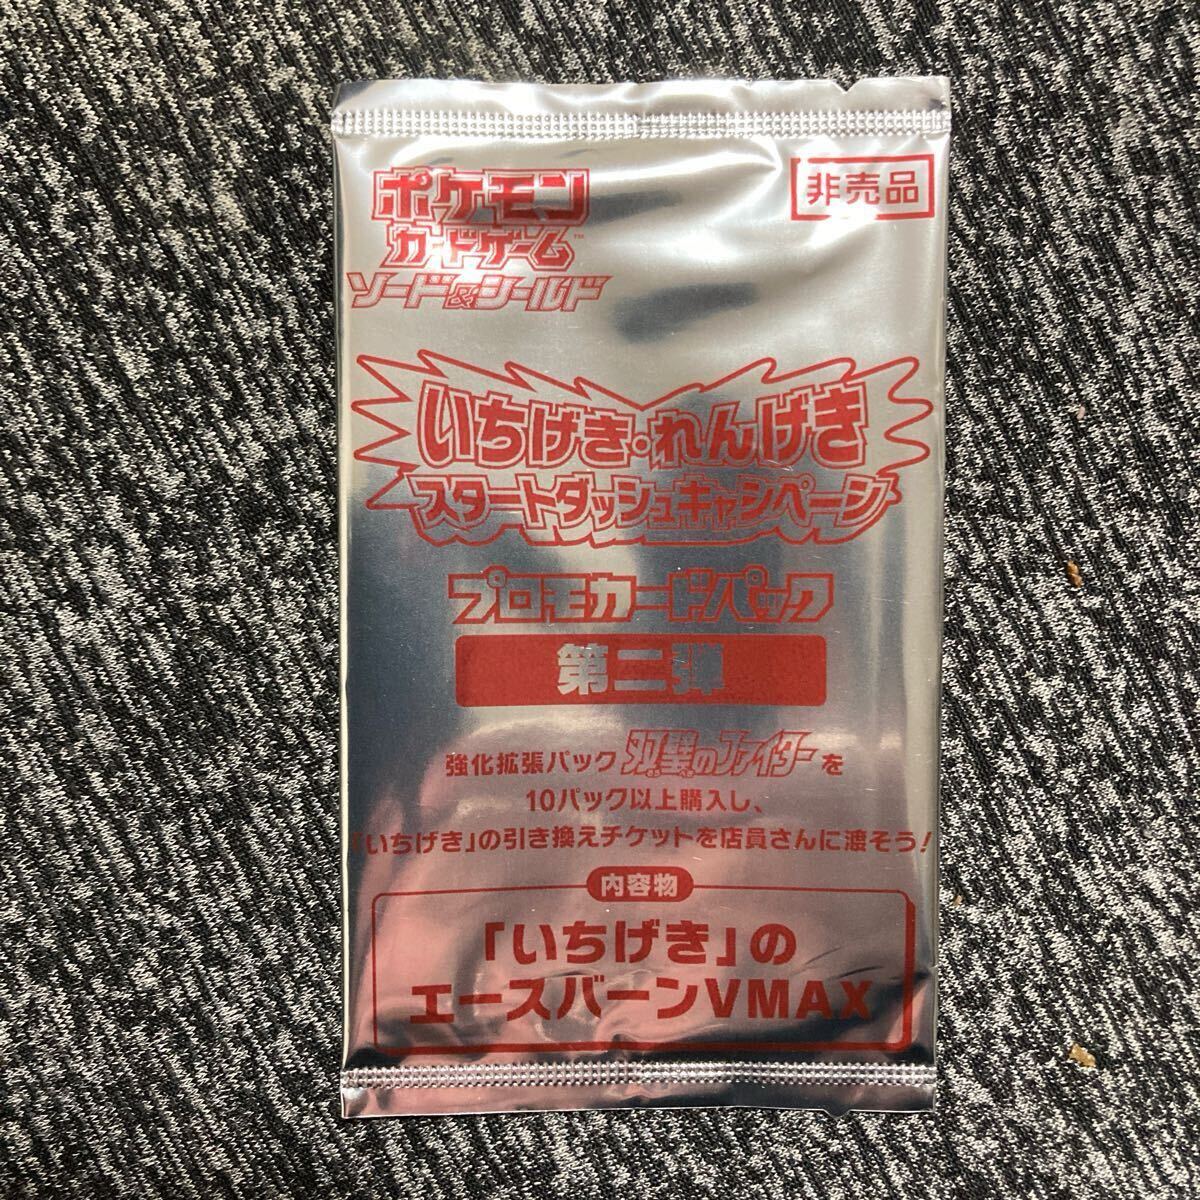 ポケモン
カードゲーム™
ソード&シールド
非売品
いちげき・れんげき
スタートダッシュキャンペーン
プロモカードパック
第二弾
強化拡張パック 双璧のファイターを
10パック以上購入し、
「いちげき」の引き換えチケットを店員さんに渡そう!
内容物
「いちげき」の
エースバーンVMAX